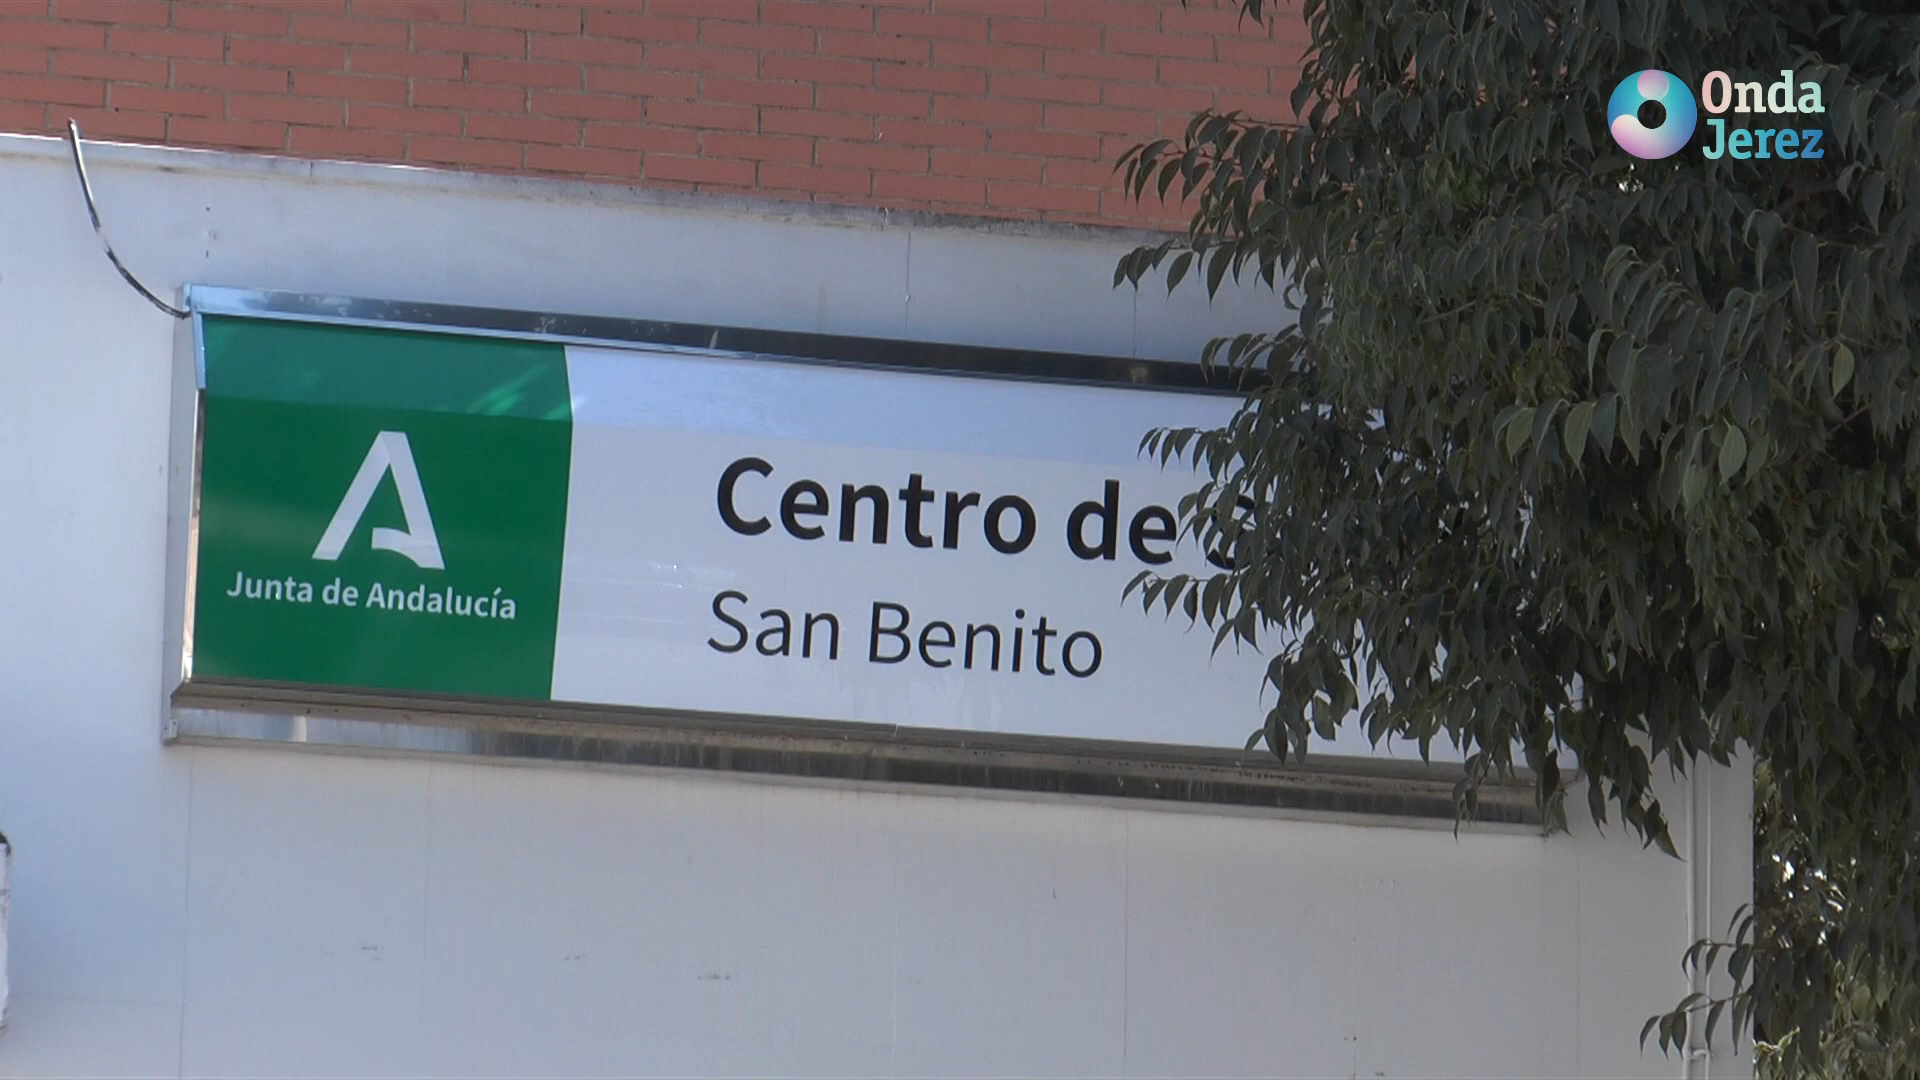 Onda
Jerez
Centro de
San Benito
Junta de Andalucía